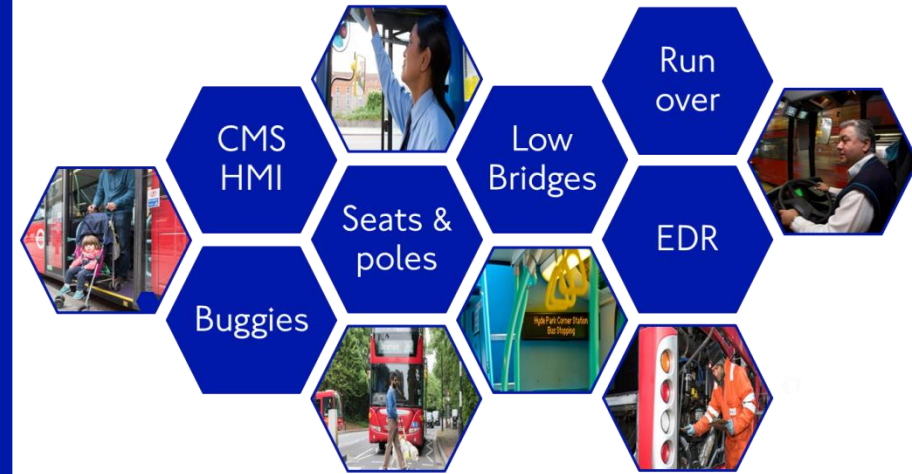 Run
over
CMS
HMI
Low
Bridges
Seats &
poles
EDR
Buggies
Hyde Park Corner Station
Bus Stopping